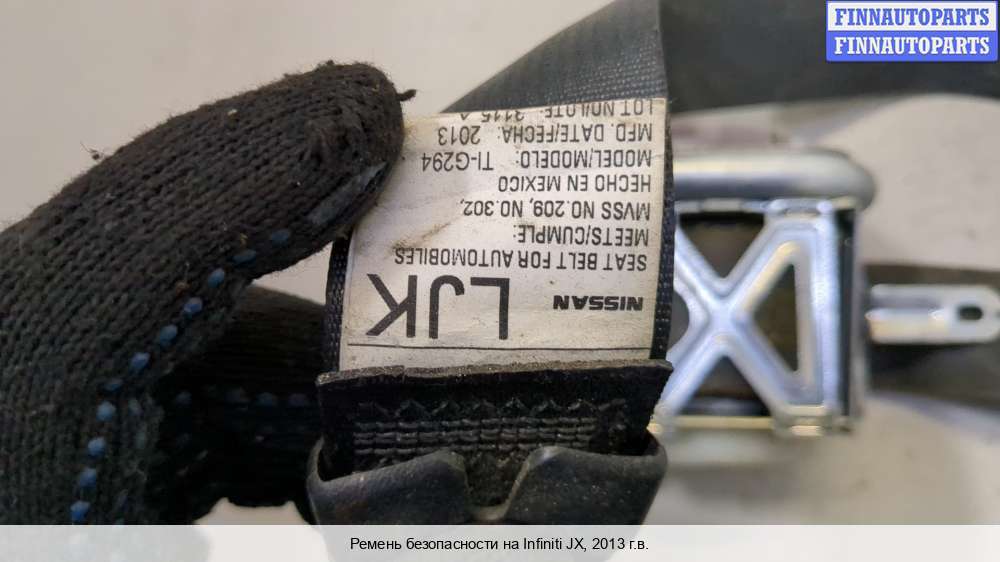 FINNAUTOPARTS
FINNAUTOPARTS
NISSAN LJK
SEAT BELT FOR AUTOMOBILES
MEETS/CUMPLE:
MVSS NO.209, NO.302,
HECHO EN MEXICO
MODEL/MODELO: TI-G294
MFD. DATE/FECHA: 2013
LOT NO/LOTE: 3115 A
Ремень безопасности на Infiniti JX, 2013 г.в.